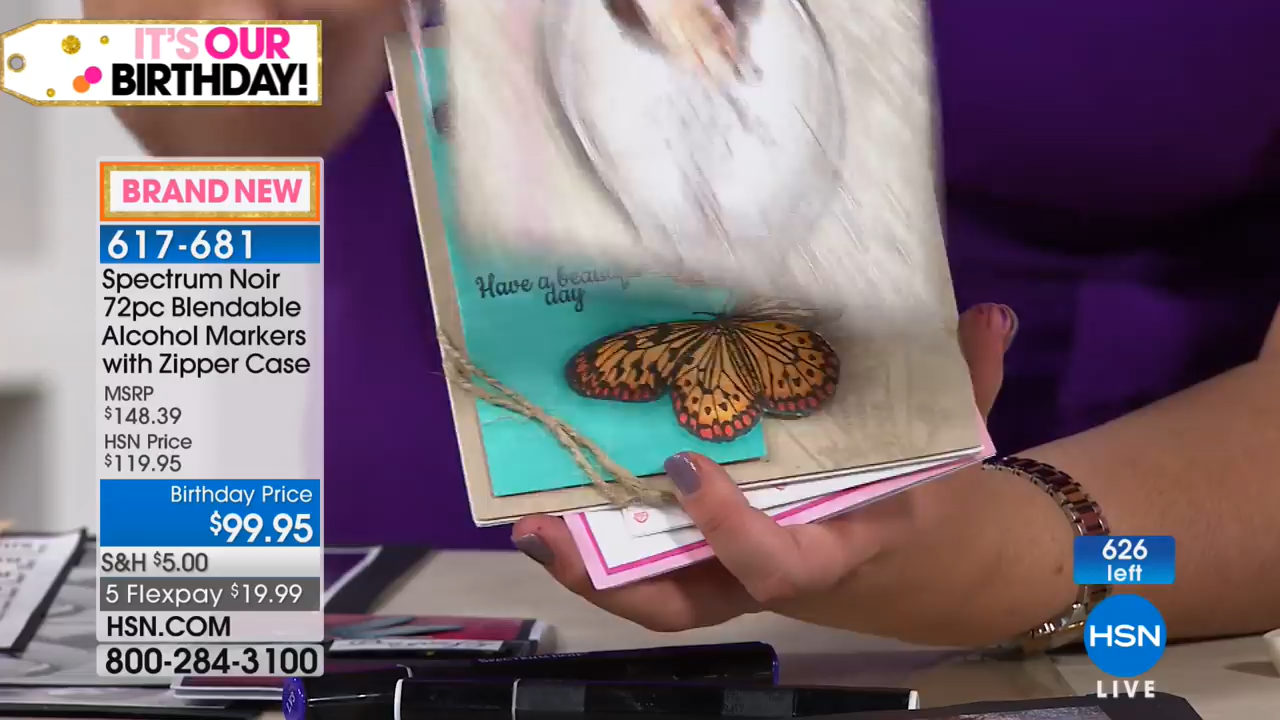 IT'S OUR
BIRTHDAY!
BRAND NEW
617-681
Spectrum Noir
72pc Blendable
Alcohol Markers
with Zipper Case
MSRP
$148.39
HSN Price
$119.95
Birthday Price
$99.95
S&H $5.00
5 Flexpay $19.99
HSN.COM
800-284-3100
Have a
day
626
left
HSN
LIVE